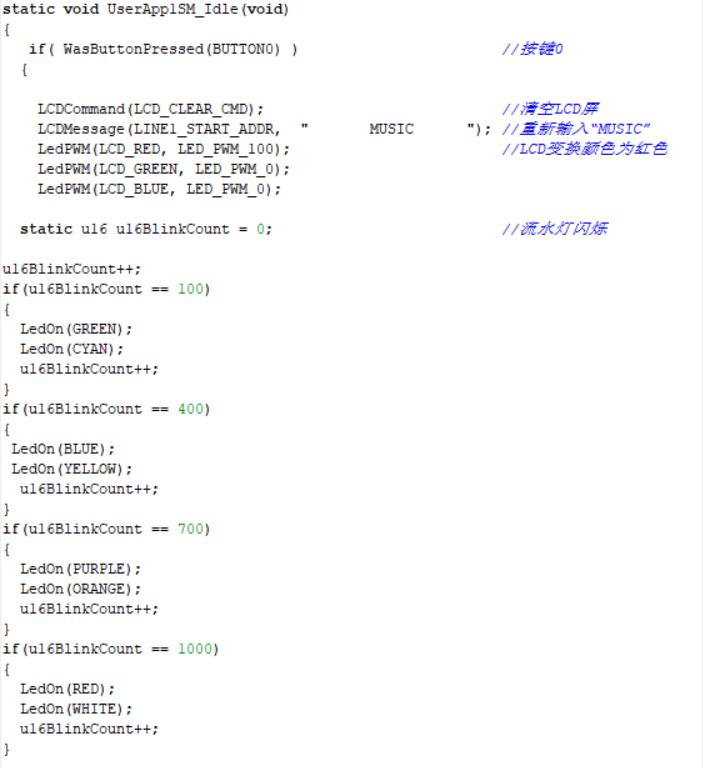 static void UserApp1SM_Idle(void)
{
if( WasButtonPressed(BUTTON0) ) //按键0
{
LCDCommand(LCD_CLEAR_CMD); //清空LCD屏
LCDMessage(LINE1_START_ADDR, " MUSIC "); //重新输入“MUSIC”
LedPWM(LCD_RED, LED_PWM_100); //LCD变换颜色为红色
LedPWM(LCD_GREEN, LED_PWM_0);
LedPWM(LCD_BLUE, LED_PWM_0);
static u16 u16BlinkCount = 0; //流水灯闪烁
u16BlinkCount++;
if(u16BlinkCount == 100)
{
LedOn(GREEN);
LedOn(CYAN);
u16BlinkCount++;
}
if(u16BlinkCount == 400)
{
LedOn(BLUE);
LedOn(YELLOW);
u16BlinkCount++;
}
if(u16BlinkCount == 700)
{
LedOn(PURPLE);
LedOn(ORANGE);
u16BlinkCount++;
}
if(u16BlinkCount == 1000)
{
LedOn(RED);
LedOn(WHITE);
u16BlinkCount++;
}